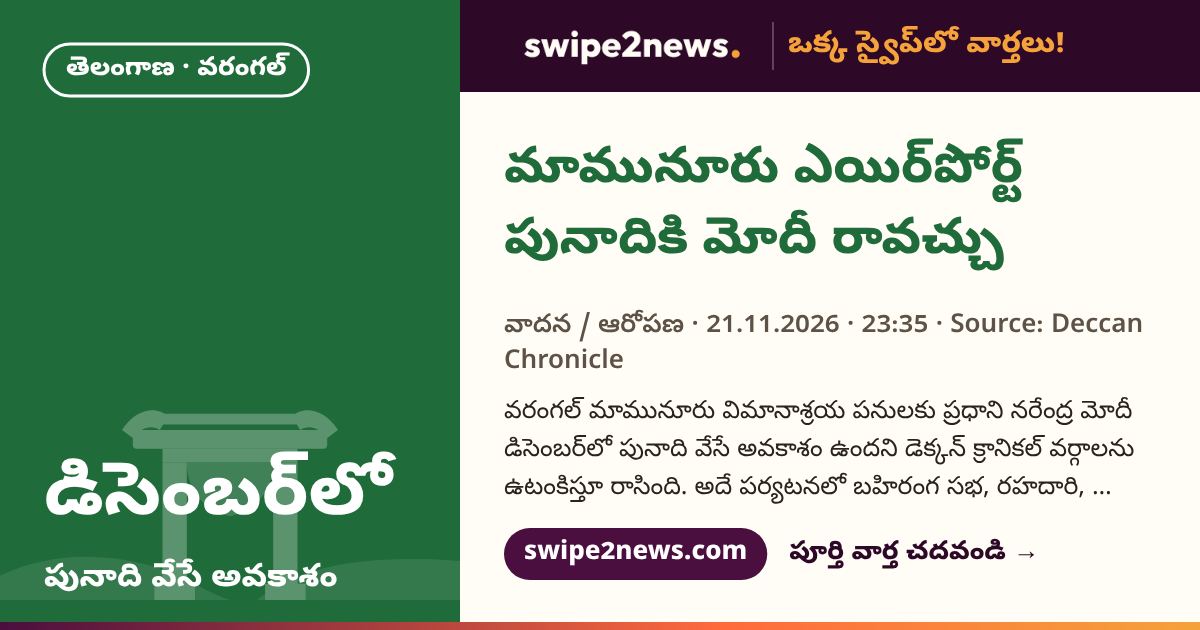 తెలంగాణ · వరంగల్
డిసెంబర్‌లో
పునాది వేసే అవకాశం
swipe2news.
ఒక్క స్వైప్‌లో వార్తలు!
మామునూరు ఎయిర్‌పోర్ట్
పునాదికి మోదీ రావచ్చు
వాదన / ఆరోపణ · 21.11.2026 · 23:35 · Source: Deccan
Chronicle
వరంగల్ మామునూరు విమానాశ్రయ పనులకు ప్రధాని నరేంద్ర మోదీ
డిసెంబర్‌లో పునాది వేసే అవకాశం ఉందని డెక్కన్ క్రానికల్ వర్గాలను
ఉటంకిస్తూ రాసింది. అదే పర్యటనలో బహిరంగ సభ, రహదారి, ...
swipe2news.com
పూర్తి వార్త చదవండి →